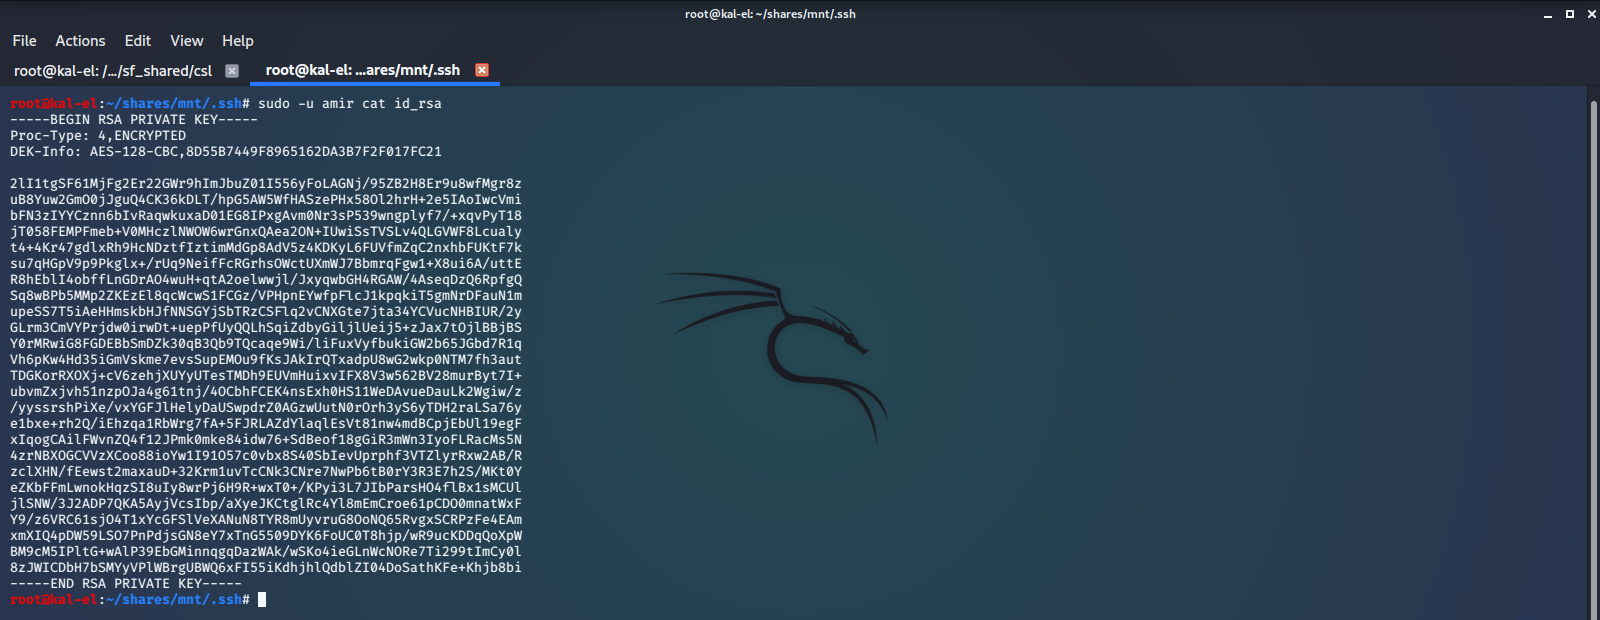 root@kal-el: ~/shares/mnt/.ssh
File Actions Edit View Help
root@kal-el: /.../sf_shared/csl root@kal-el: ...ares/mnt/.ssh
root@kal-el:~/shares/mnt/.ssh# sudo -u amir cat id_rsa
-----BEGIN RSA PRIVATE KEY-----
Proc-Type: 4,ENCRYPTED
DEK-Info: AES-128-CBC,8D55B7449F8965162DA3B7F2F017FC21

2lI1tgSF61MjFg2Er22GWr9hImJbuZ01I556yFoLAGNj/95ZB2H8Er9u8wfMgr8z
uB8Yuw2GmO0jJguQ4CK36kDLT/hpG5AW5WfHASzePHx58Ol2hrH+2e5IAoIwcVmi
bFN3zIYYCznn6bIvRaqwkuxaD01EG8IPxgAvm0Nr3sP539wngplyf7/+xqvPyT18
jT058FEMPFmeb+V0MHczlNWOW6wrGnxQAea2ON+IUwiSsTVSLv4QLGVWF8Lcualy
t4+4Kr47gdlxRh9HcNDztfIztimMdGp8AdV5z4KDKyL6FUVfmZqC2nxhbFUKtF7k
su7qHGpV9p9Pkglx+/rUq9NeifFcRGrhsOWctUXmWJ7BbmrqFgw1+X8ui6A/uttE
R8hEblI4obffLnGDrAO4wuH+qtA2oelwwjl/JxyqwbGH4RGAW/4AseqDzQ6RpfgQ
Sq8wBPb5MMp2ZKEzEl8qcWcwS1FCGz/VPHpnEYwfpFlcJ1kpqkiT5gmNrDFauN1m
upeSS7T5iAeHHmskbHJfNNSGYjSbTRzCSFlq2vCNXGte7jta34YCVucNHBIUR/2y
GLrm3CmVYPrjdw0irwDt+uepPfUyQQLhSqiZdbyGiljlUeij5+zJax7tOjlBBjBS
Y0rMRwiG8FGDEBbSmDZk30qB3Qb9TQcaqe9Wi/liFuxVyfbukiGW2b65JGbd7R1q
Vh6pKw4Hd35iGmVskme7evsSupEMOu9fKsJAkIrQTxadpU8wG2wkp0NTM7fh3aut
TDGKorRXOXj+cV6zehjXUYyUTesTMDh9EUVmHuixvIFX8V3w562BV28murByt7I+
ubvmZxjvh51nzpOJa4g61tnj/4OCbhFCEK4nsExh0HS11WeDAvueDauLk2Wgiw/z
/yyssrshPiXe/vxYGFJlHelyDaUSwpdrZ0AGzwUutN0rOrh3yS6yTDH2raLSa76y
e1bxe+rh2Q/iEhzqa1RbWrg7fA+5FJRLAZdYlaqlEsVt81nw4mdBCpjEbUl19egF
xIqogCAilFWvnZQ4f12JPmk0mke84idw76+SdBeof18gGiR3mWn3IyoFLRacMs5N
4zrNBXOGCVVzXCoo88ioYw1I91O57c0vbx8S40SbIevUprphf3VTZlyrRxw2AB/R
zclXHN/fEewst2maxauD+32Krm1uvTcCNk3CNre7NwPb6tB0rY3R3E7h2S/MKt0Y
eZKbFFmLwnokHqzSI8uIy8wrPj6H9R+wxT0+/KPyi3L7JIbParsHO4flBx1sMCUl
jlSNW/3J2ADP7QKA5AyjVcsIbp/aXyeJKCtglRc4Yl8mEmCroe61pCDO0mnatWxF
Y9/z6VRC61sjO4T1xYcGFSlVeXANuN8TYR8mUyvruG8OoNQ65RvgxSCRPzFe4EAm
xmXIQ4pDW59LSO7PnPdjsGN8eY7xTnG5509DYK6FoUC0T8hjp/wR9ucKDDqQoXpW
BM9cM5IPltG+wAlP39EbGMinnqgqDazWAk/wSKo4ieGLnWcNORe7Ti299tImCy0l
8zJWICDbH7bSMYyVPlWBrgUBWQ6xFI55iKdhjhlQdblZI04DoSathKFe+Khjb8bi
-----END RSA PRIVATE KEY-----
root@kal-el:~/shares/mnt/.ssh#